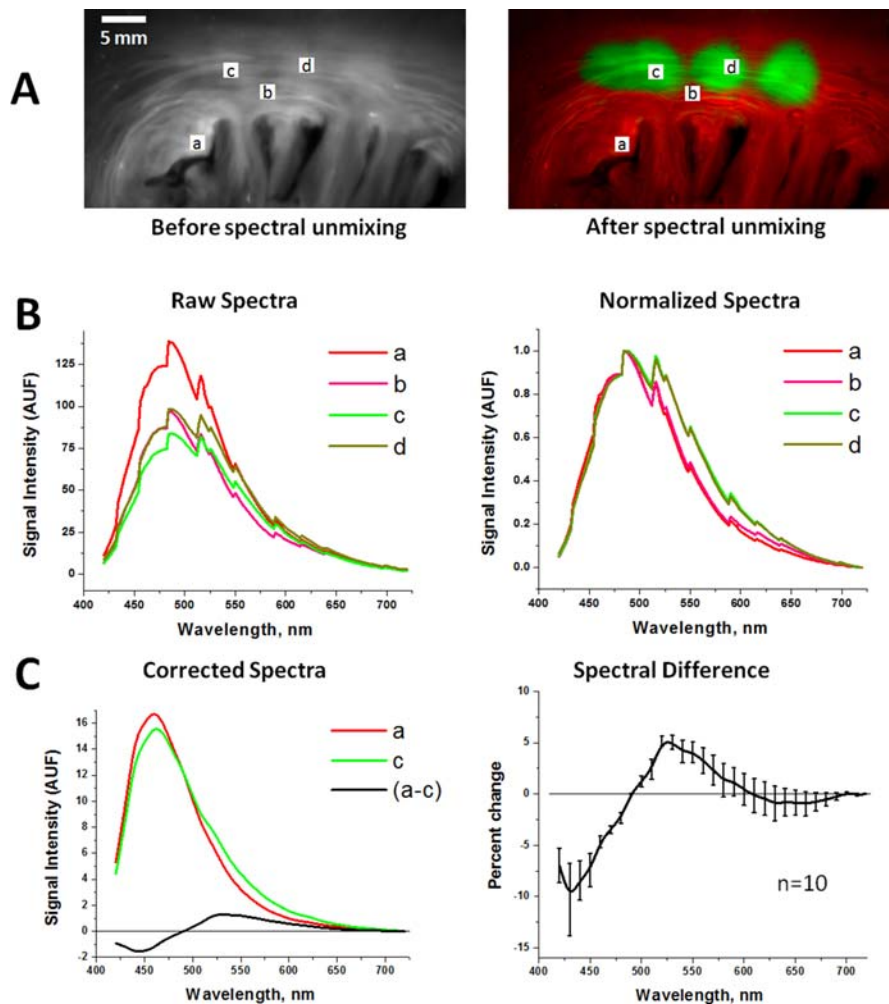 A
5 mm
c
d
b
a
c
d
b
a
Before spectral unmixing
After spectral unmixing
B
Raw Spectra
Signal Intensity (AUF)
125
100
75
50
25
0
a
b
c
d
400 450 500 550 600 650 700
Wavelength, nm
Normalized Spectra
Signal Intensity (AUF)
1.0
0.8
0.6
0.4
0.2
0.0
a
b
c
d
400 450 500 550 600 650 700
Wavelength, nm
C
Corrected Spectra
Signal Intensity (AUF)
16
14
12
10
8
6
4
2
0
-2
a
c
(a-c)
400 450 500 550 600 650 700
Wavelength, nm
Spectral Difference
Percent change
10
5
0
-5
-10
-15
n=10
400 450 500 550 600 650 700
Wavelength, nm